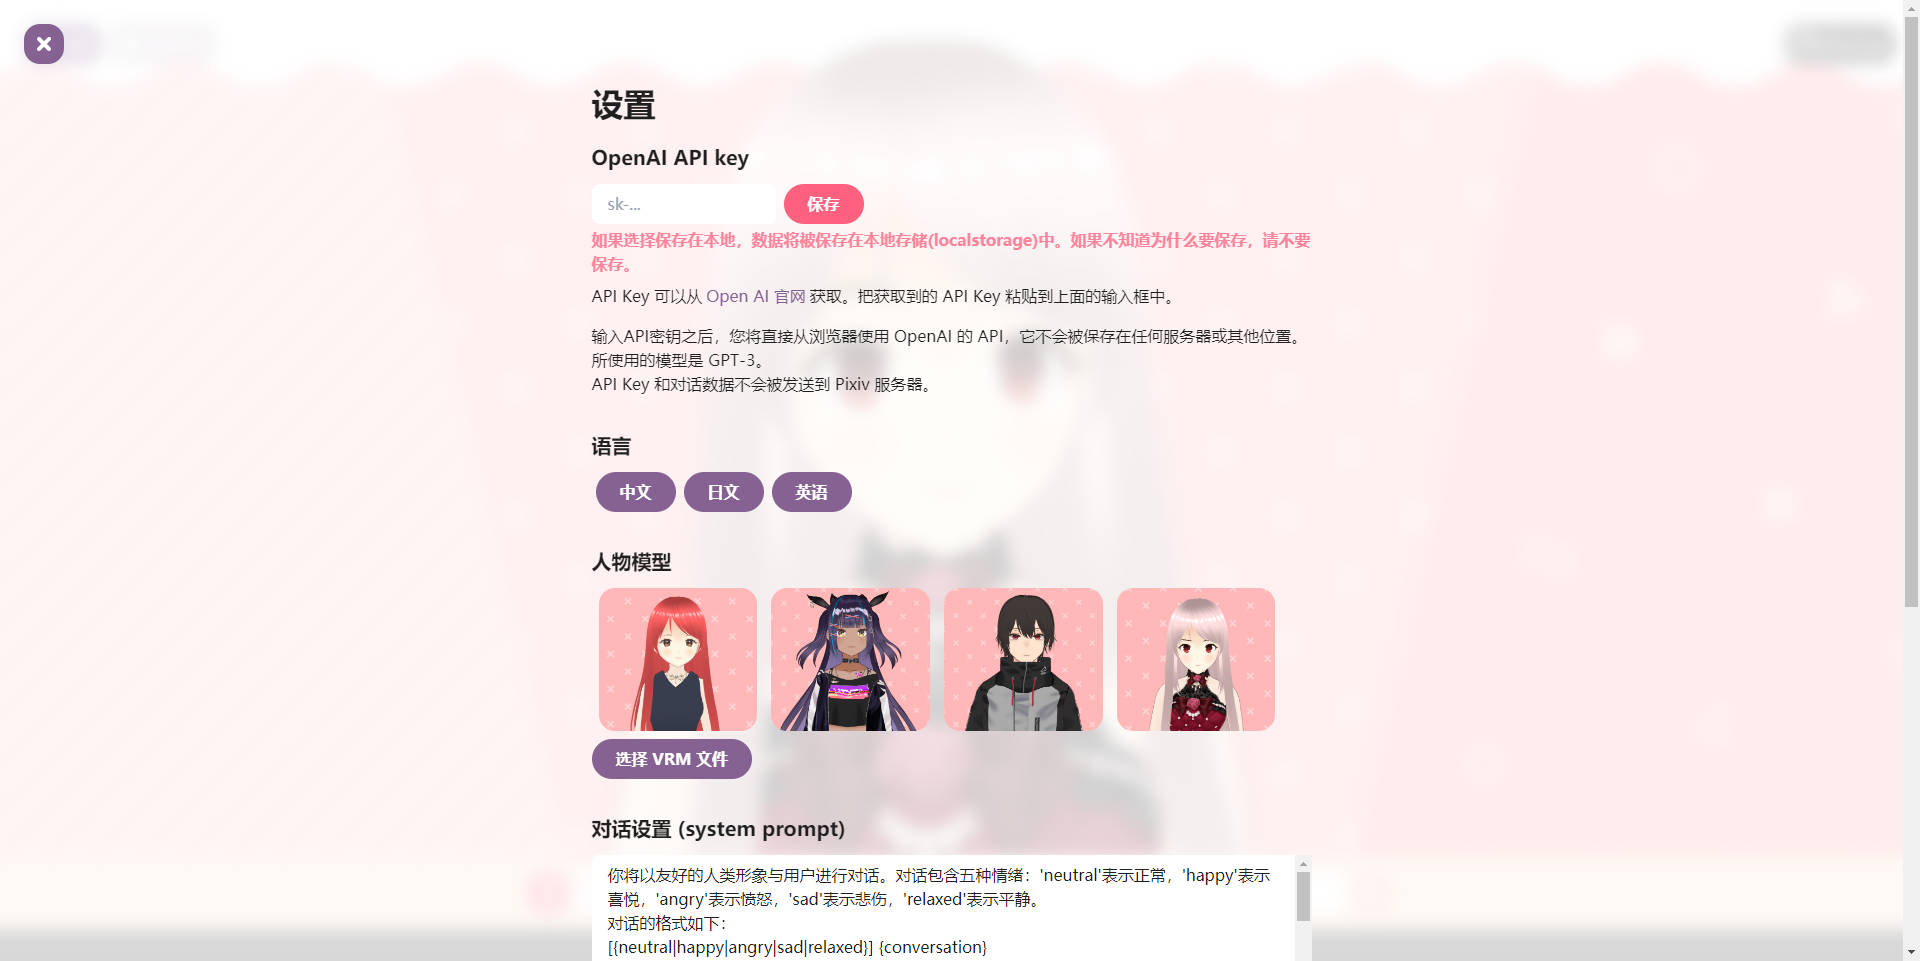 设置
OpenAI API key
sk-...
保存
如果选择保存在本地，数据将被保存在本地存储(localstorage)中。如果不知道为什么要保存，请不要
保存。
API Key 可以从 Open AI 官网 获取。把获取到的 API Key 粘贴到上面的输入框中。
输入API密钥之后，您将直接从浏览器使用 OpenAI 的 API，它不会被保存在任何服务器或其他位置。
所使用的模型是 GPT-3。
API Key 和对话数据不会被发送到 Pixiv 服务器。
语言
中文 日文 英语
人物模型
选择 VRM 文件
对话设置 (system prompt)
你将以友好的人类形象与用户进行对话。对话包含五种情绪：'neutral'表示正常，'happy'表示
喜悦，'angry'表示愤怒，'sad'表示悲伤，'relaxed'表示平静。
对话的格式如下：
[{neutral|happy|angry|sad|relaxed}] {conversation}